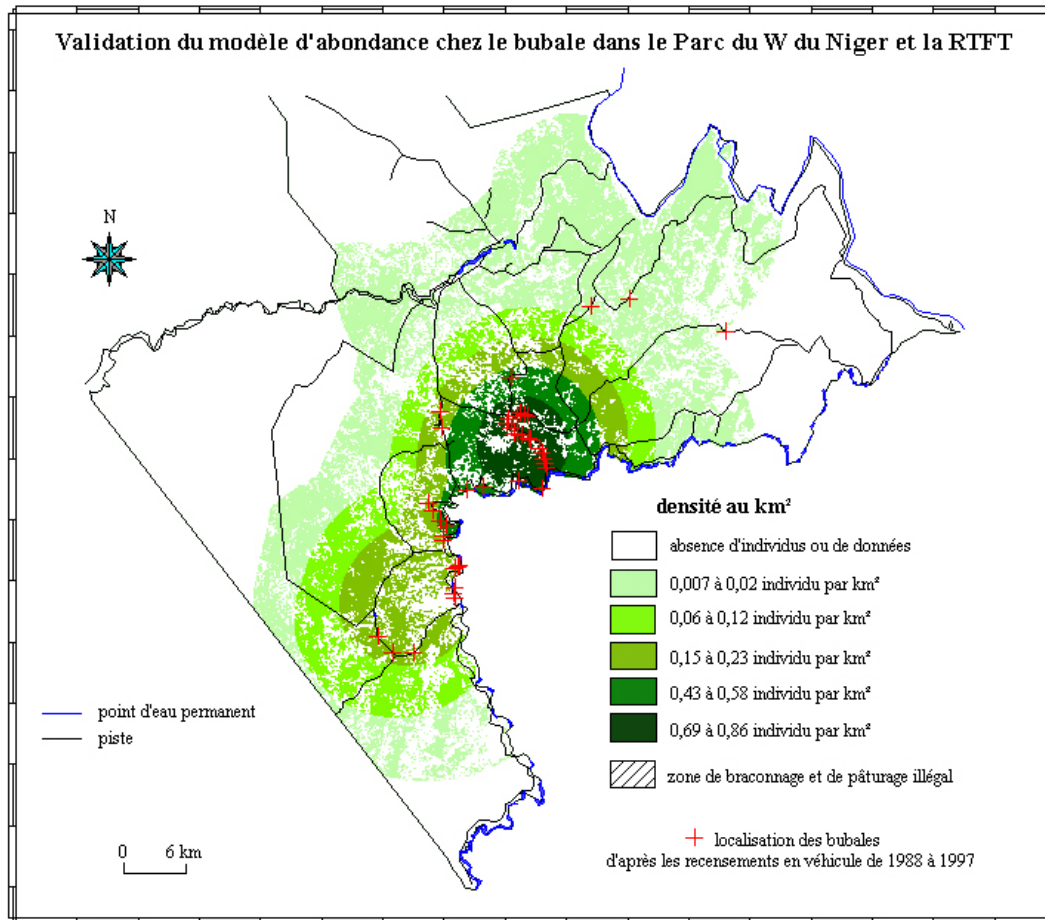 Validation du modèle d'abondance chez le bubale dans le Parc du W du Niger et la RTFT
N
densité au km²
absence d'individus ou de données
0,007 à 0,02 individu par km²
0,06 à 0,12 individu par km²
0,15 à 0,23 individu par km²
0,43 à 0,58 individu par km²
0,69 à 0,86 individu par km²
zone de braconnage et de pâturage illégal
localisation des bubales
d'après les recensements en véhicule de 1988 à 1997
point d'eau permanent
piste
0 6 km